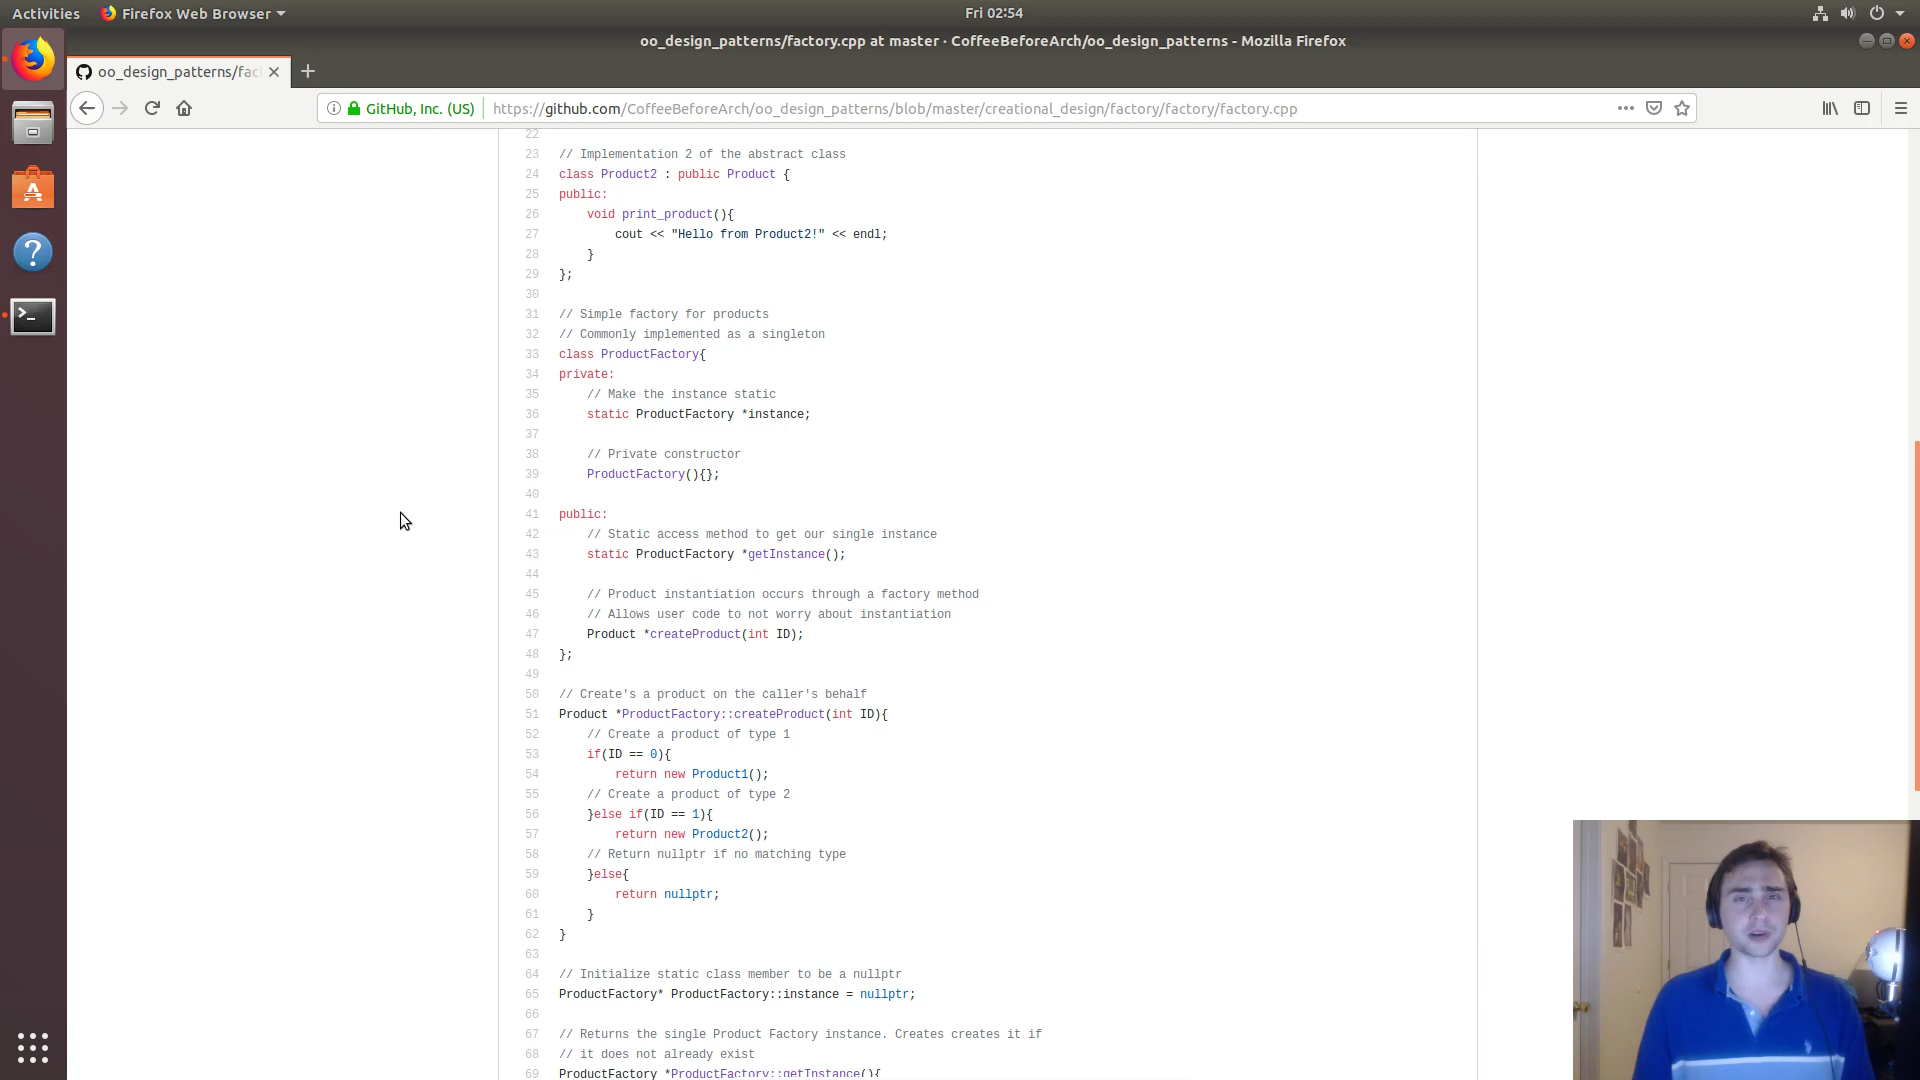 Activities
Firefox Web Browser
Fri 02:54
oo_design_patterns/factory.cpp at master · CoffeeBeforeArch/oo_design_patterns - Mozilla Firefox
oo_design_patterns/fac
GitHub, Inc. (US)
https://github.com/CoffeeBeforeArch/oo_design_patterns/blob/master/creational_design/factory/factory/factory.cpp
22
23 // Implementation 2 of the abstract class
24 class Product2 : public Product {
25 public:
26 void print_product(){
27 cout << "Hello from Product2!" << endl;
28 }
29 };
30
31 // Simple factory for products
32 // Commonly implemented as a singleton
33 class ProductFactory{
34 private:
35 // Make the instance static
36 static ProductFactory *instance;
37
38 // Private constructor
39 ProductFactory(){};
40
41 public:
42 // Static access method to get our single instance
43 static ProductFactory *getInstance();
44
45 // Product instantiation occurs through a factory method
46 // Allows user code to not worry about instantiation
47 Product *createProduct(int ID);
48 };
49
50 // Create's a product on the caller's behalf
51 Product *ProductFactory::createProduct(int ID){
52 // Create a product of type 1
53 if(ID == 0){
54 return new Product1();
55 // Create a product of type 2
56 }else if(ID == 1){
57 return new Product2();
58 // Return nullptr if no matching type
59 }else{
60 return nullptr;
61 }
62 }
63
64 // Initialize static class member to be a nullptr
65 ProductFactory* ProductFactory::instance = nullptr;
66
67 // Returns the single Product Factory instance. Creates creates it if
68 // it does not already exist
69 ProductFactory *ProductFactory::getInstance(){